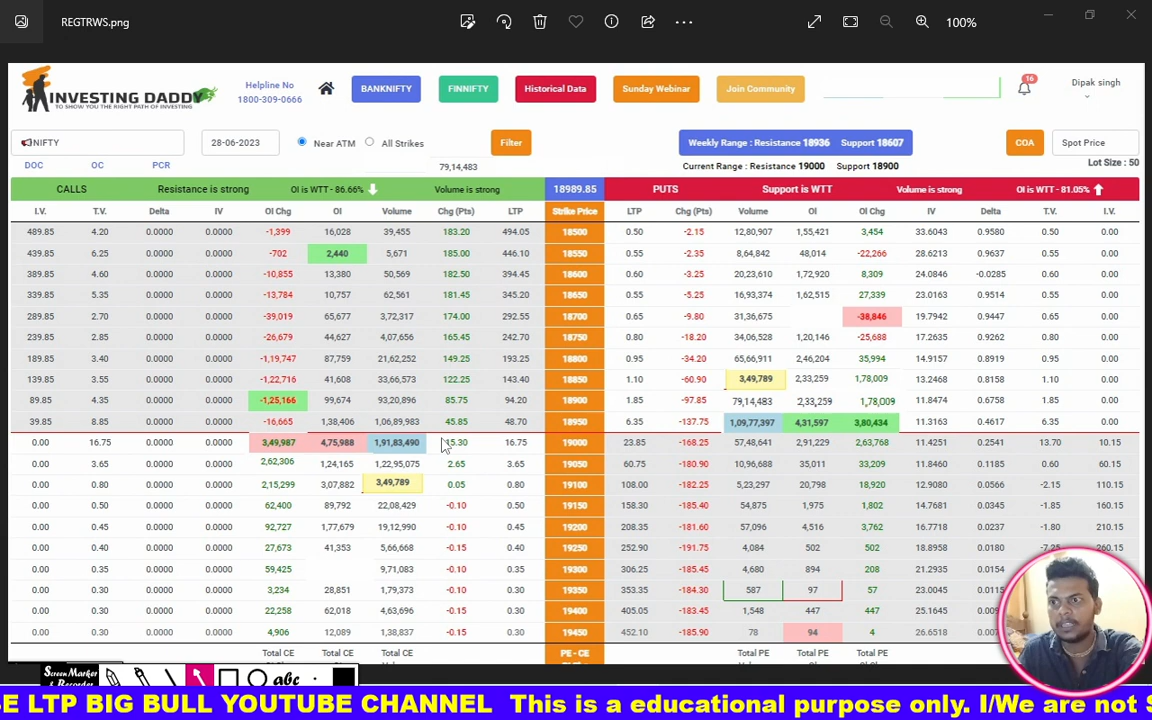 REGTRWS.png
100%
INVESTING DADDY
TO SHOW YOU THE RIGHT PATH OF INVESTING
Helpline No
1800-309-0666
BANKNIFTY
FINNIFTY
Historical Data
Sunday Webinar
Join Community
16
Dipak singh
NIFTY
28-06-2023
Near ATM
All Strikes
Filter
Weekly Range : Resistance 18936 Support 18607
COA
Spot Price
DOC OC PCR
79,14,483
Current Range : Resistance 19000 Support 18900
Lot Size : 50
CALLS Resistance is strong OI is WTT - 86.66% Volume is strong 18989.85 PUTS Support is WTT Volume is strong OI is WTT - 81.05%
I.V. T.V. Delta IV OI Chg OI Volume Chg (Pts) LTP Strike Price LTP Chg (Pts) Volume OI OI Chg IV Delta T.V. I.V.
489.85 4.20 0.0000 0.0000 -1,399 16,028 39,455 183.20 494.05 18500 0.50 -2.15 12,80,907 1,55,421 3,454 33.6043 0.9580 0.50 0.00
439.85 6.25 0.0000 0.0000 -702 2,440 5,671 185.00 446.10 18550 0.55 -2.35 8,64,842 48,014 -22,266 28.6213 0.9637 0.55 0.00
389.85 4.60 0.0000 0.0000 -10,855 13,380 50,569 182.50 394.45 18600 0.60 -3.25 20,23,610 1,72,920 8,309 24.0846 -0.0285 0.60 0.00
339.85 5.35 0.0000 0.0000 -13,784 10,757 62,561 181.45 345.20 18650 0.55 -5.25 16,93,374 1,62,515 27,339 23.0163 0.9514 0.55 0.00
289.85 2.70 0.0000 0.0000 -39,019 65,677 3,72,317 174.00 292.55 18700 0.65 -9.80 31,36,675 -38,846 19.7942 0.9447 0.65 0.00
239.85 2.85 0.0000 0.0000 -26,679 44,627 4,07,656 165.45 242.70 18750 0.80 -18.20 34,06,528 1,20,146 -25,688 17.2635 0.9262 0.80 0.00
189.85 3.40 0.0000 0.0000 -1,19,747 87,759 21,62,252 149.25 193.25 18800 0.95 -34.20 65,66,911 2,46,204 35,994 14.9157 0.8919 0.95 0.00
139.85 3.55 0.0000 0.0000 -1,22,716 41,608 33,66,573 122.25 143.40 18850 1.10 -60.90 3,49,789 2,33,259 1,78,009 13.2468 0.8158 1.10 0.00
89.85 4.35 0.0000 0.0000 -1,25,166 99,674 93,20,896 85.75 94.20 18900 1.85 -97.85 79,14,483 2,33,259 1,78,009 11.9265 0.6968 1.85 0.00
39.85 8.85 0.0000 0.0000 -16,665 1,38,406 1,06,89,983 45.85 48.70 18950 6.35 -137.75 1,09,77,397 4,31,597 3,80,434 11.3163 0.4617 6.35 0.00
0.00 16.75 0.0000 0.0000 3,49,987 4,75,988 1,91,83,490 15.30 16.75 19000 23.85 -168.25 57,48,641 2,91,229 2,63,768 11.4251 0.2541 13.70 10.15
0.00 3.65 0.0000 0.0000 2,62,306 1,24,165 1,22,95,075 2.65 3.65 19050 60.75 -180.90 10,96,688 35,011 33,209 11.8460 0.1185 0.60 60.15
0.00 0.80 0.0000 0.0000 2,15,299 3,07,882 3,49,789 0.05 0.80 19100 108.00 -182.25 5,23,297 20,798 18,920 12.9080 0.0566 -2.15 110.15
0.00 0.50 0.0000 0.0000 62,400 89,792 22,08,429 -0.10 0.50 19150 158.30 -185.40 54,875 1,975 1,802 14.7681 0.0345 -1.85 160.15
0.00 0.45 0.0000 0.0000 92,727 1,77,679 19,12,990 -0.10 0.45 19200 208.35 -181.60 57,096 4,516 3,762 16.7718 0.0237 -1.80 210.15
0.00 0.40 0.0000 0.0000 27,673 41,353 5,66,668 -0.15 0.40 19250 252.90 -191.75 4,084 502 502 18.8958 0.0180 -7.25 260.15
0.00 0.35 0.0000 0.0000 59,425 9,71,083 -0.10 0.35 19300 306.25 -185.45 4,680 894 208 21.2935 0.0154
0.00 0.30 0.0000 0.0000 3,234 28,851 1,79,373 -0.10 0.30 19350 353.35 -184.30 587 97 57 23.0045
0.00 0.30 0.0000 0.0000 22,258 62,018 4,63,696 -0.15 0.30 19400 405.05 -183.45 1,548 447 447 25.1645
0.00 0.30 0.0000 0.0000 4,906 12,089 1,38,837 -0.15 0.30 19450 452.10 -185.90 78 94 4 26.6518
Total CE Total CE Total CE PE - CE Total PE Total PE Total PE
Screen Marker
abc
E LTP BIG BULL YOUTUBE CHANNEL This is a educational purpose only. I/We are not S